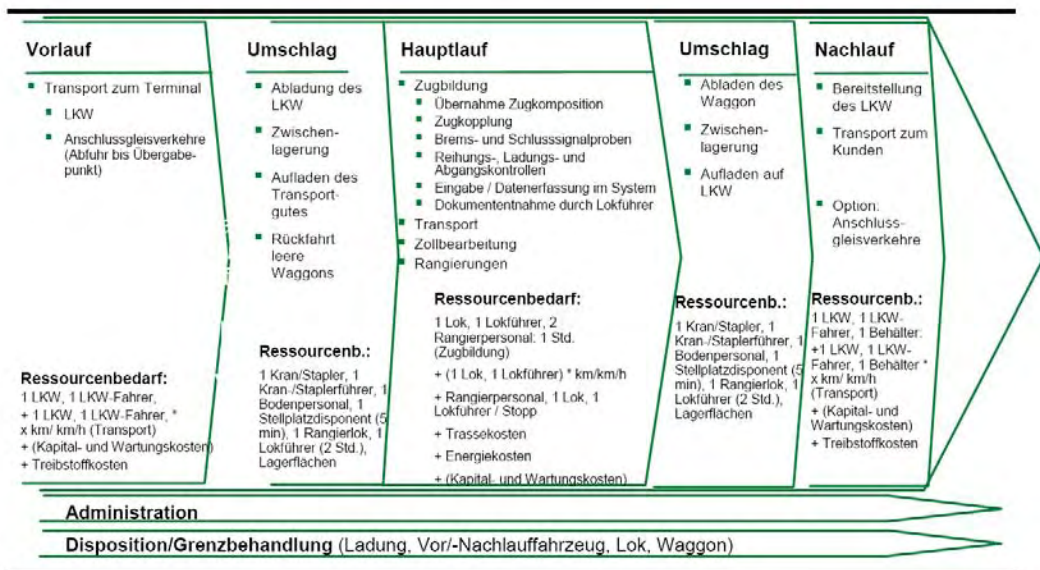 Vorlauf
Transport zum Terminal
LKW
Anschlussgleisverkehre
(Abfuhr bis Übergabe-
punkt)
Ressourcenbedarf:
1 LKW, 1 LKW-Fahrer,
+ 1 LKW, 1 LKW-Fahrer, *
x km/ km/h (Transport)
+ (Kapital- und Wartungskosten)
+ Treibstoffkosten
Umschlag
Abladung des
LKW
Zwischen-
lagerung
Aufladen des
Transport-
gutes
Rückfahrt
leere
Waggons
Ressourcenb.:
1 Kran/Stapler, 1
Kran-/Staplerführer, 1
Bodenpersonal, 1
Stellplatzdisponent (5
min), 1 Rangierlok, 1
Lokführer (2 Std.),
Lagerflächen
Hauptlauf
Zugbildung
Übernahme Zugkomposition
Zugkopplung
Brems- und Schlusssignalproben
Reihungs-, Ladungs- und
Abgangskontrollen
Eingabe / Datenerfassung im System
Dokumententnahme durch Lokführer
Transport
Zollbearbeitung
Rangierungen
Ressourcenbedarf:
1 Lok, 1 Lokführer, 2
Rangierpersonal: 1 Std.
(Zugbildung)
+ (1 Lok, 1 Lokführer) * km/km/h
+ Rangierpersonal, 1 Lok, 1
Lokführer / Stopp
+ Trassekosten
+ Energiekosten
+ (Kapital- und Wartungskosten)
Umschlag
Abladen des
Waggon
Zwischen-
lagerung
Aufladen auf
LKW
Ressourcenb.:
1 Kran/Stapler, 1
Kran-/Staplerführer, 1
Bodenpersonal, 1
Stellplatzdisponent (5
min), 1 Rangierlok, 1
Lokführer (2 Std.),
Lagerflächen
Nachlauf
Bereitstellung
des LKW
Transport zum
Kunden
Option:
Anschluss-
gleisverkehre
Ressourcenb.:
1 LKW, 1 LKW-
Fahrer, 1 Behälter:
+1 LKW, 1 LKW-
Fahrer, 1 Behälter *
x km/ km/h
(Transport)
+ (Kapital- und
Wartungskosten)
+ Treibstoffkosten
Administration
Disposition/Grenzbehandlung (Ladung, Vor/-Nachlauffahrzeug, Lok, Waggon)